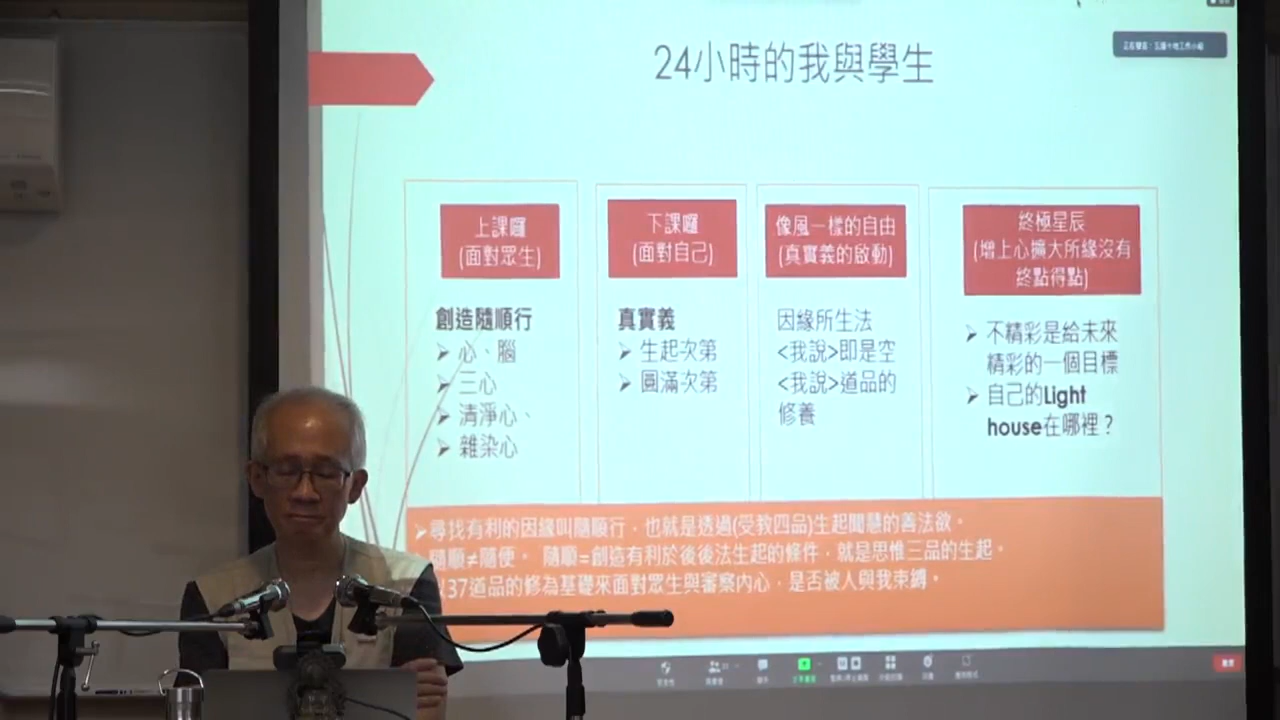 24小時的我與學生
上課囉
(面對眾生)
創造隨順行
心、腦
三心
清淨心、
雜染心
下課囉
(面對自己)
真實義
生起次第
圓滿次第
像風一樣的自由
(真實義的啟動)
因緣所生法
<我說>即是空
<我說>道品的
修養
終極星辰
(增上心擴大所緣沒有
終點得點)
不精彩是給未來
精彩的一個目標
自己的Light
house在哪裡？
尋找有利的因緣叫隨順行，也就是透過(受教四品)生起聞慧的善法欲。
隨順≠隨便。 隨順=創造有利於後後法生起的條件，就是思惟三品的生起。
37道品的修為基礎來面對眾生與審察內心，是否被人與我束縛。